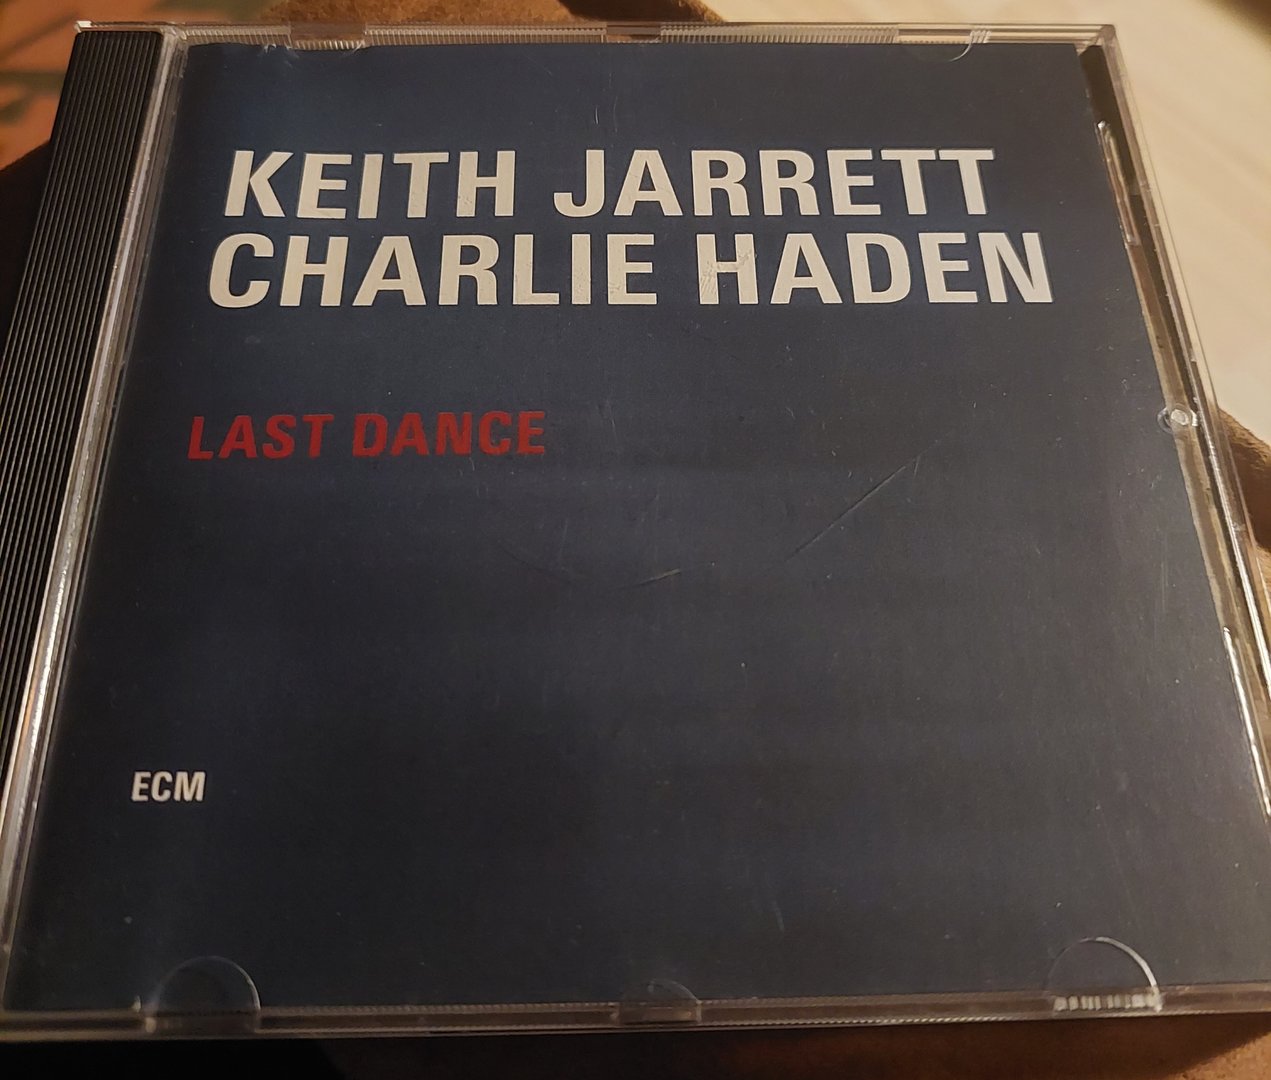 KEITH JARRETT
CHARLIE HADEN
LAST DANCE
ECM